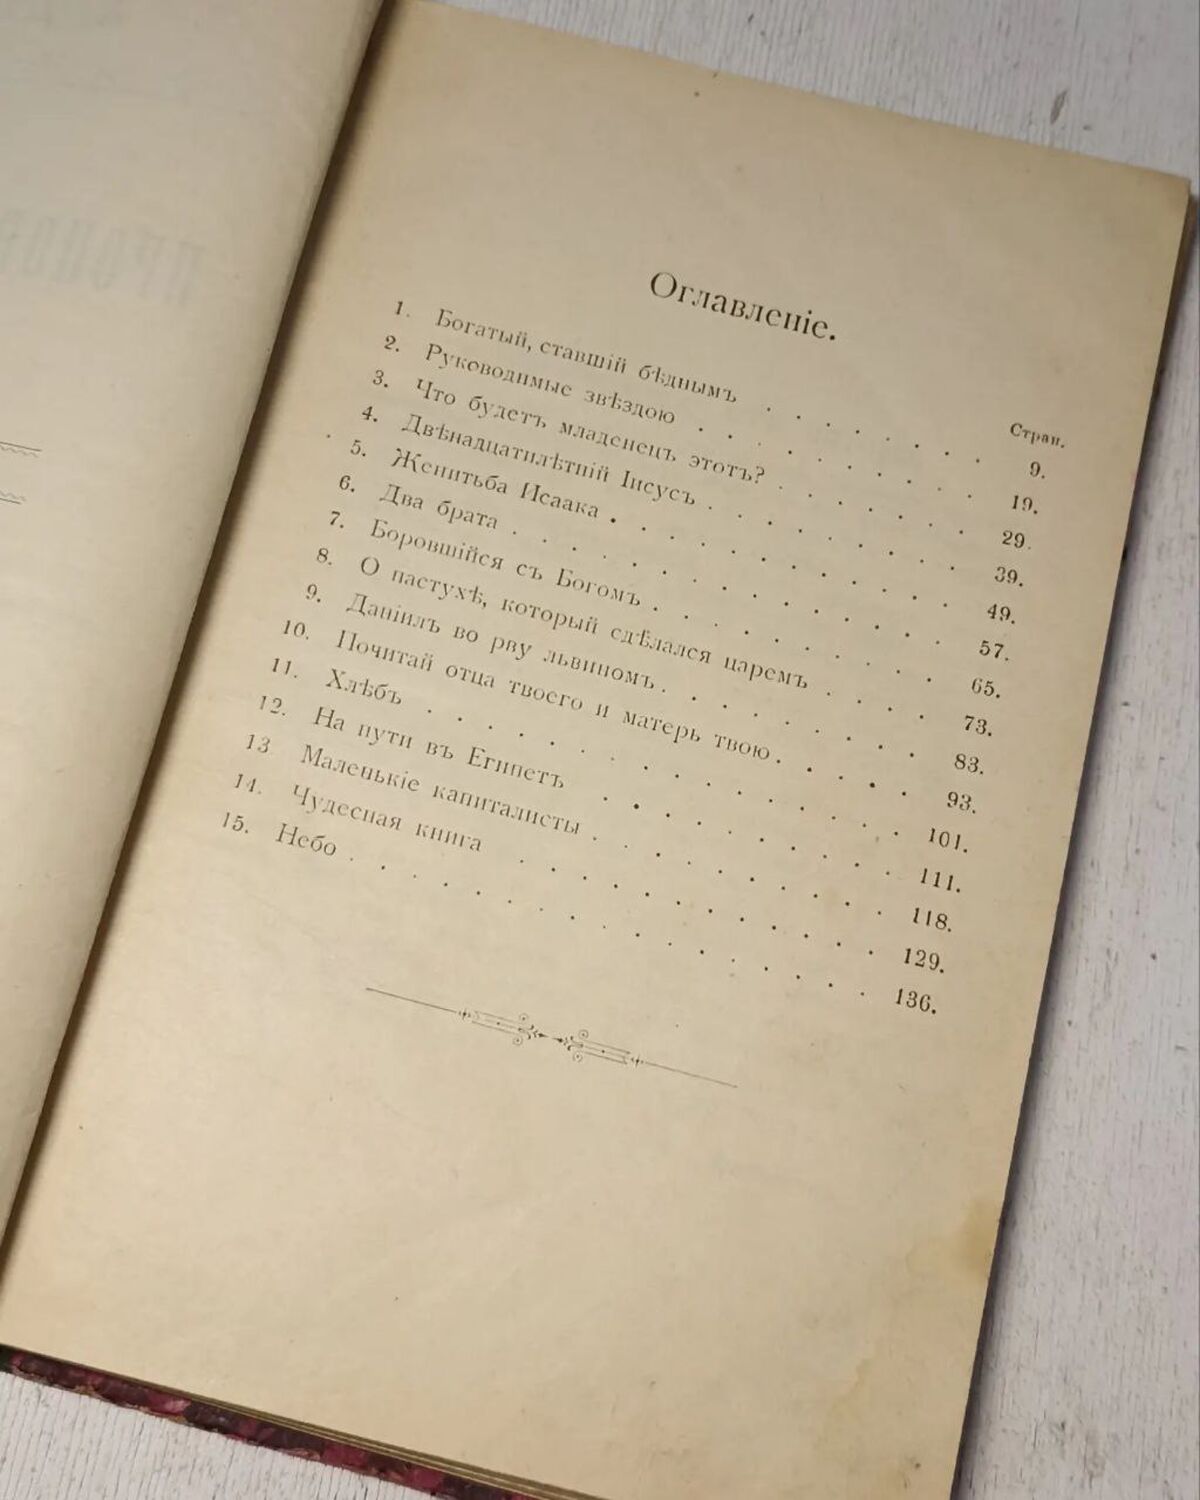 Оглавленіе.
Стран.
1. Богатый, ставшій бѣднымъ . . . . . . . 9.
2. Руководимые звѣздою . . . . . . . . . 19.
3. Что будетъ младенецъ этотъ? . . . . . . . 29.
4. Двѣнадцатилѣтній Іисусъ . . . . . . . . . 39.
5. Женитьба Исаака . . . . . . . . . . . . 49.
6. Два брата . . . . . . . . . . . . . . 57.
7. Боровшійся съ Богомъ . . . . . . . . . . 65.
8. О пастухѣ, который сдѣлался царемъ . . . . 73.
9. Даніилъ во рву львиномъ . . . . . . . . . 83.
10. Почитай отца твоего и матерь твою . . . . . 93.
11. Хлѣбъ . . . . . . . . . . . . . . . . 101.
12. На пути въ Египетъ . . . . . . . . . . 111.
13 Маленькіе капиталисты . . . . . . . . . . 118.
14. Чудесная книга . . . . . . . . . . . . 129.
15. Небо . . . . . . . . . . . . . . . . . 136.